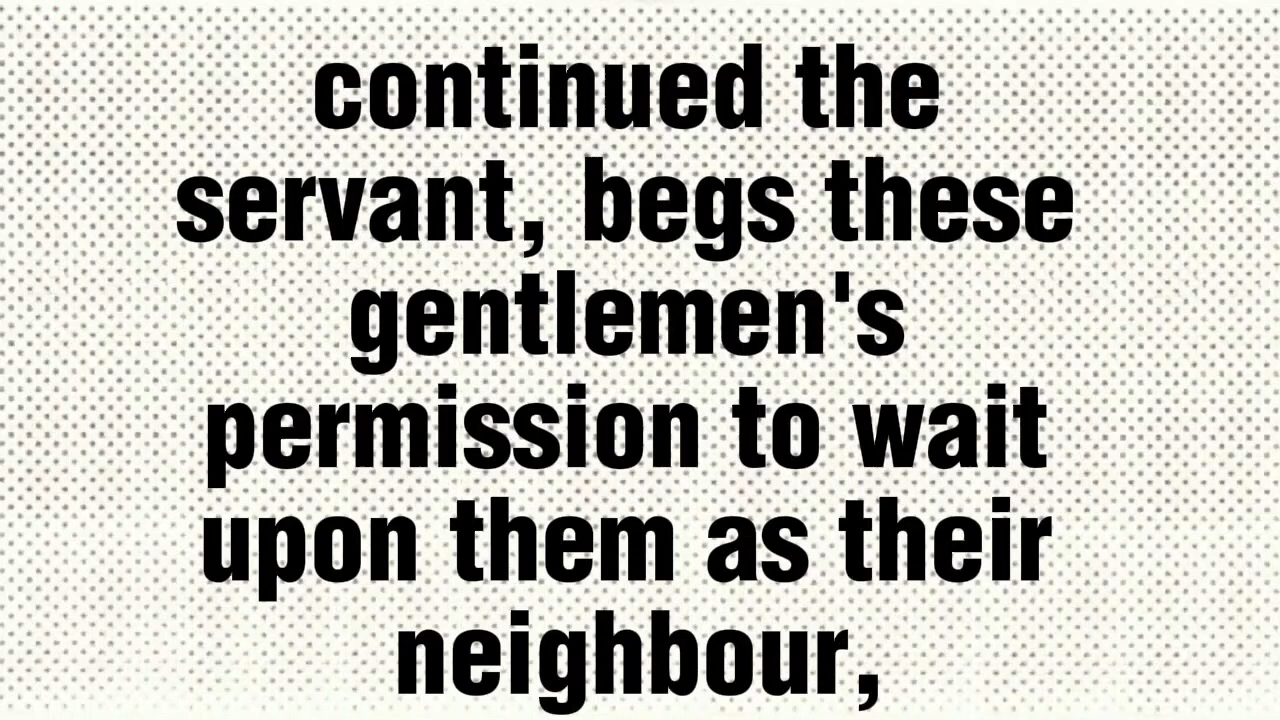 continued the
servant, begs these
gentlemen's
permission to wait
upon them as their
neighbour,